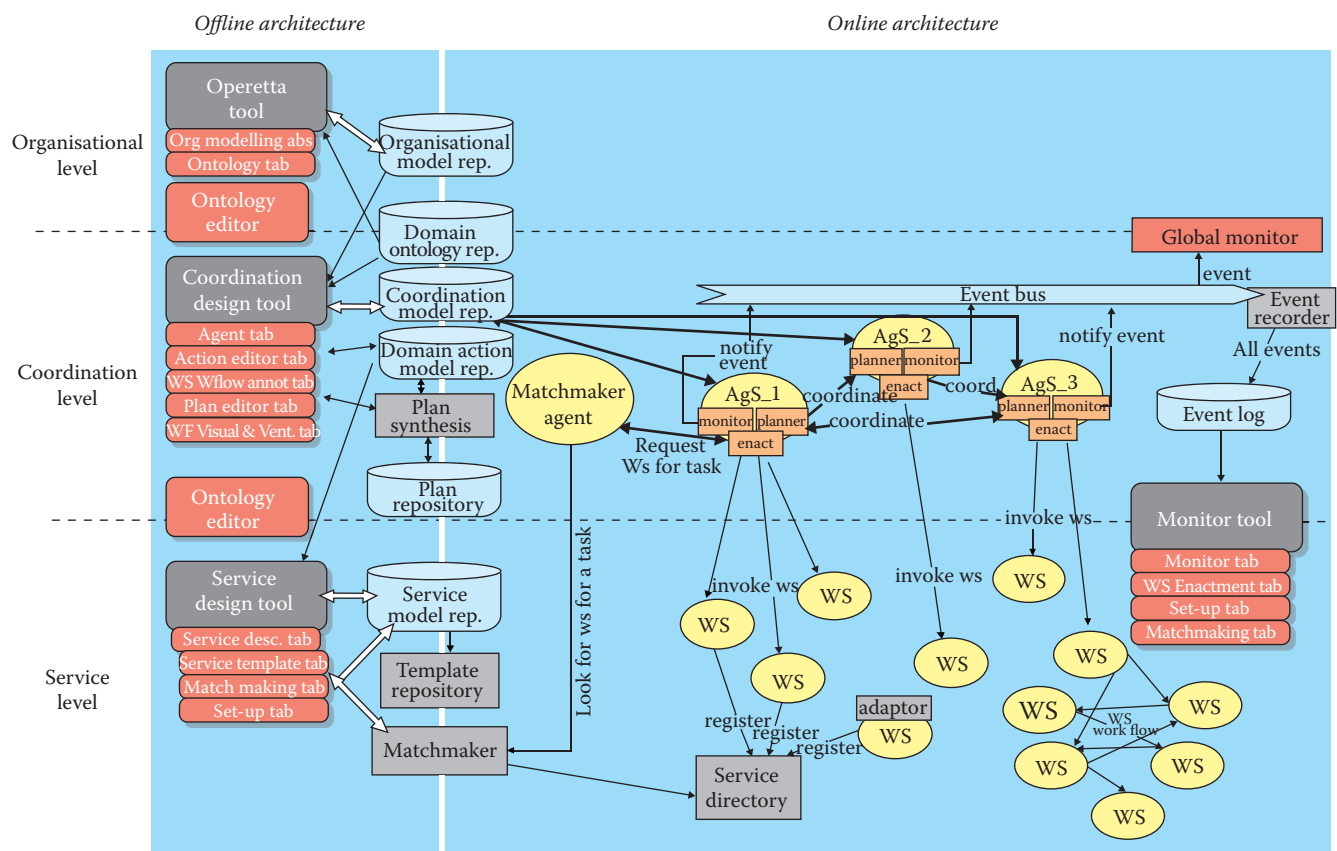 Offline architecture
Online architecture
Organisational
level
Operetta
tool
Org modelling abs
Ontology tab
Ontology
editor
Organisational
model rep.
Domain
ontology rep.
Global monitor
event
Coordination
level
Coordination
design tool
Agent tab
Action editor tab
WS Wflow annot tab
Plan editor tab
WF Visual & Vent. tab
Ontology
editor
Coordination
model rep.
Domain action
model rep.
Plan
synthesis
Plan
repository
Matchmaker
agent
Request
Ws for task
Event bus
notify
event
AgS_1
monitor
planner
enact
coordinate
AgS_2
planner
monitor
enact
coord
coordinate
AgS_3
planner
monitor
enact
notify event
Event
recorder
All events
Event log
Monitor tool
Monitor tab
WS Enactment tab
Set-up tab
Matchmaking tab
Service
level
Service
design tool
Service desc. tab
Service template tab
Match making tab
Set-up tab
Service
model rep.
Template
repository
Matchmaker
Look for ws for a task
invoke ws
invoke ws
invoke ws
WS
WS
WS
WS
WS
register
register
register
adaptor
WS
Service
directory
WS
WS
WS
WS
work flow
WS
WS
WS